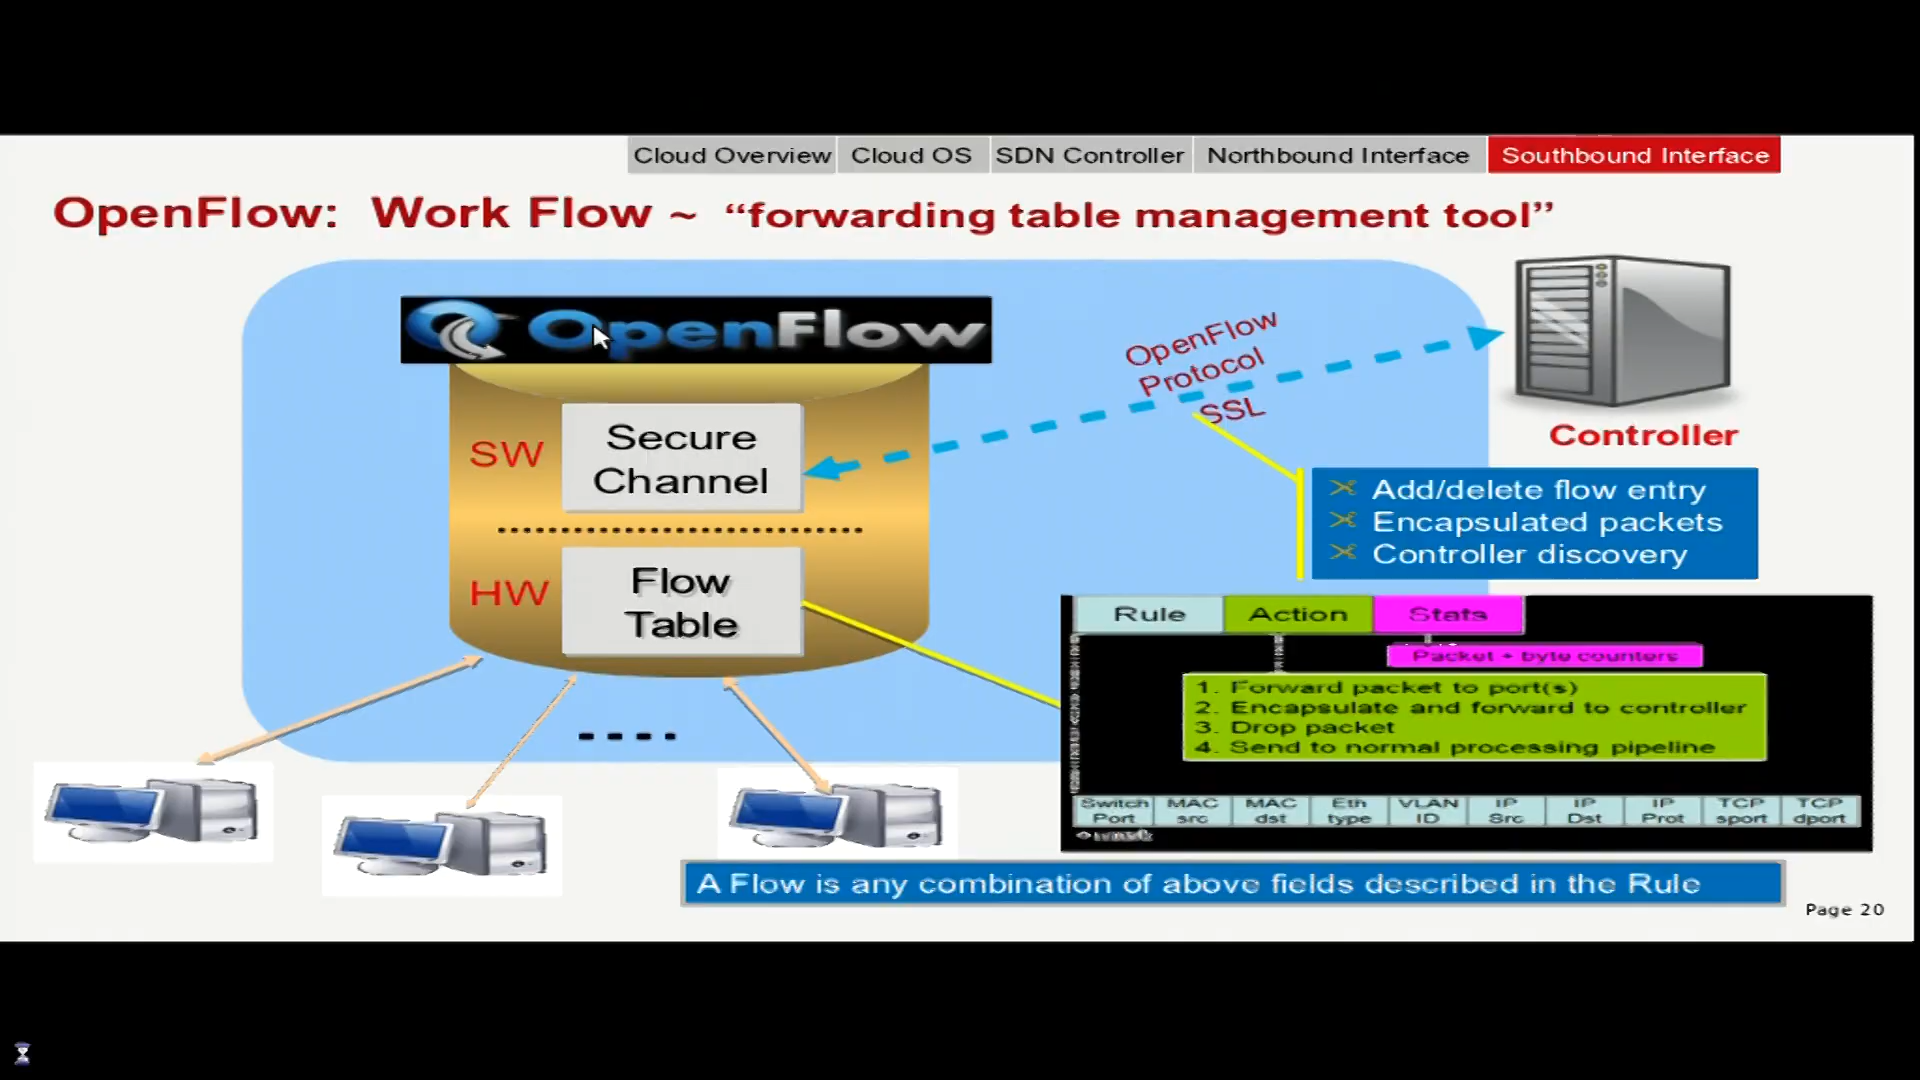 Cloud Overview Cloud OS SDN Controller Northbound Interface Southbound Interface
OpenFlow: Work Flow ~ “forwarding table management tool”
OpenFlow
OpenFlow
Protocol
SSL
Controller
SW
Secure
Channel
Add/delete flow entry
Encapsulated packets
Controller discovery
HW
Flow
Table
Rule Action Stats
Packet + byte counters
1. Forward packet to port(s)
2. Encapsulate and forward to controller
3. Drop packet
4. Send to normal processing pipeline
Switch Port
MAC src
MAC dst
Eth type
VLAN ID
IP Src
IP Dst
IP Prot
TCP sport
TCP dport
A Flow is any combination of above fields described in the Rule
Page 20